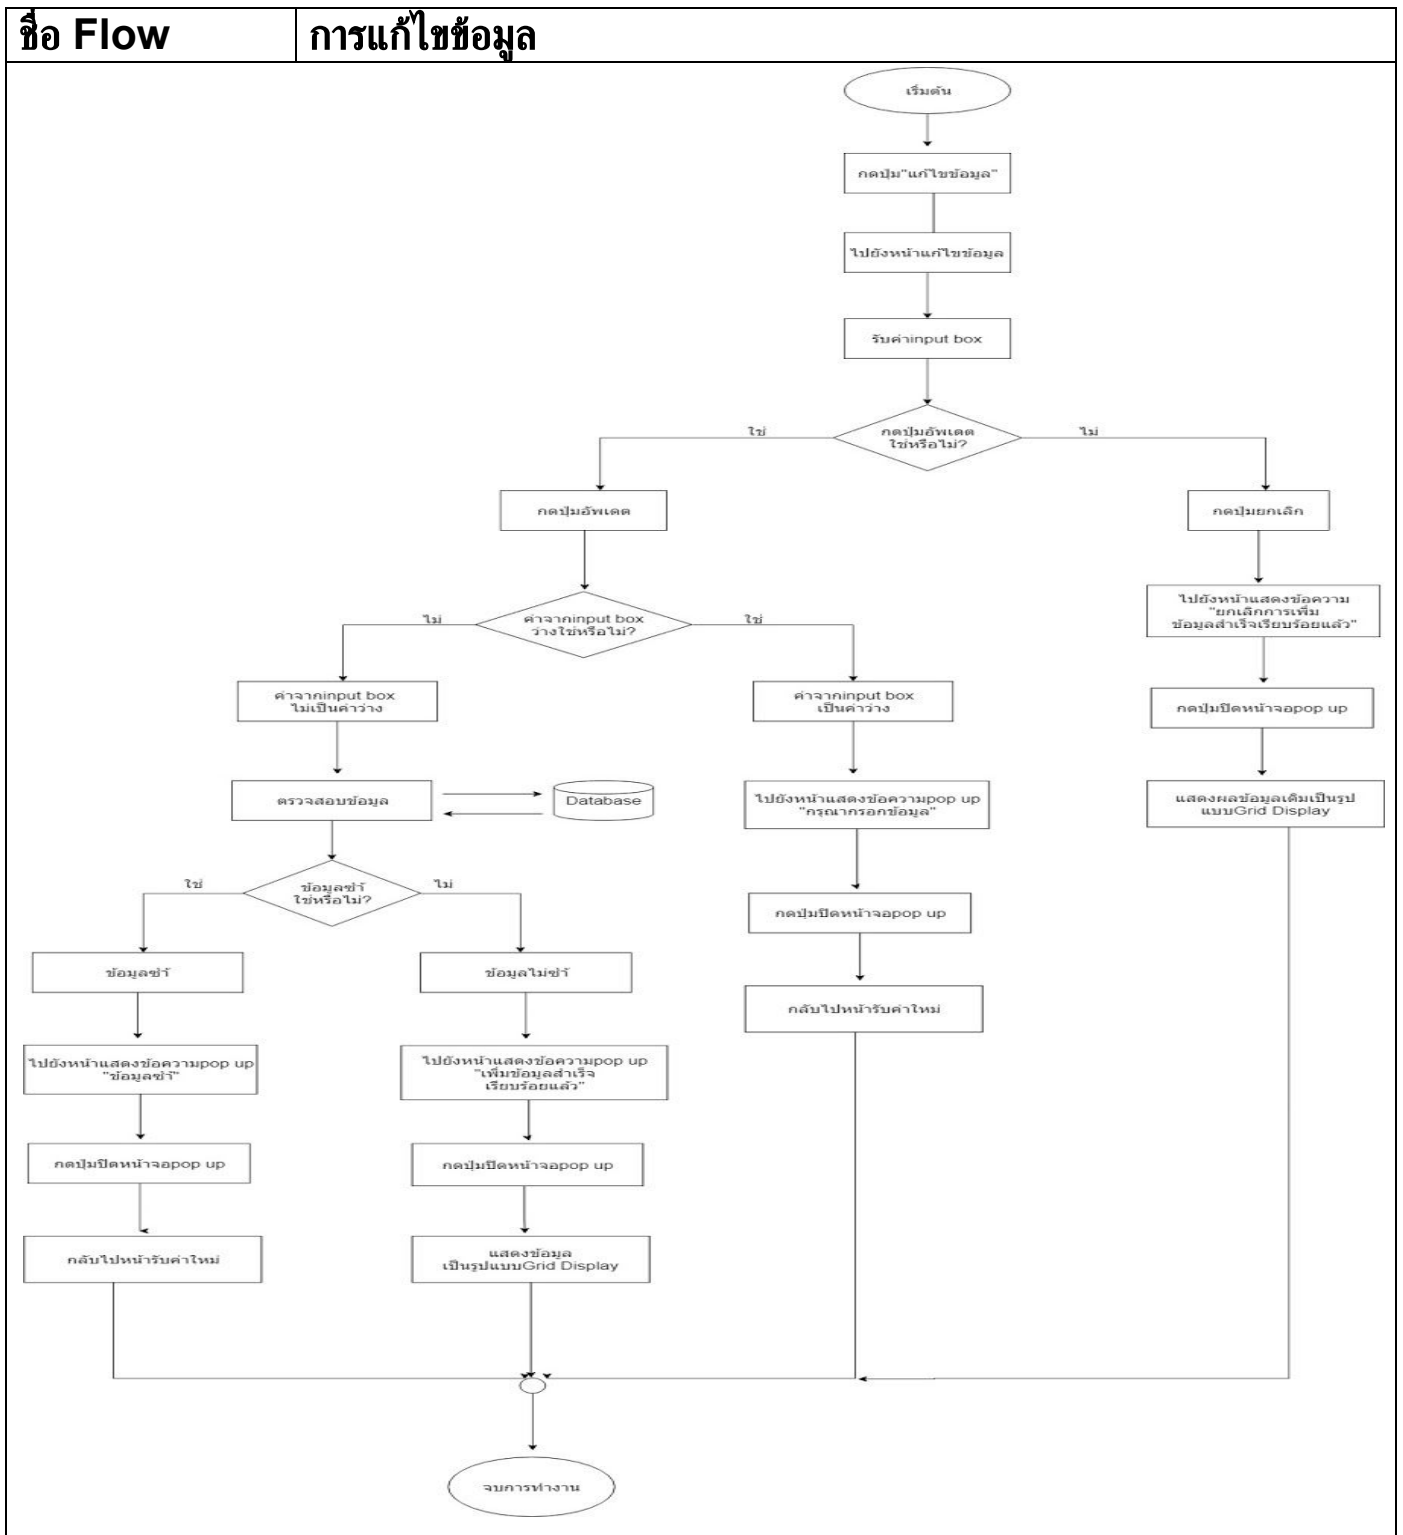 ชื่อ Flow
การแก้ไขข้อมูล
เริ่มต้น
กดปุ่ม"แก้ไขข้อมูล"
ไปยังหน้าแก้ไขข้อมูล
รับค่าinput box
กดปุ่มอัพเดต
ใช่หรือไม่?
ใช่
ไม่
กดปุ่มอัพเดต
กดปุ่มยกเลิก
ค่าจากinput box
ว่างใช่หรือไม่?
ไม่
ใช่
ไปยังหน้าแสดงข้อความ
"ยกเลิกการเพิ่ม
ข้อมูลสำเร็จเรียบร้อยแล้ว"
ค่าจากinput box
ไม่เป็นค่าว่าง
ค่าจากinput box
เป็นค่าว่าง
กดปุ่มปิดหน้าจอpop up
ตรวจสอบข้อมูล
Database
ไปยังหน้าแสดงข้อความpop up
"กรุณากรอกข้อมูล"
แสดงผลข้อมูลเดิมเป็นรูป
แบบGrid Display
ข้อมูลซ้ำ
ใช่หรือไม่?
ใช่
ไม่
กดปุ่มปิดหน้าจอpop up
ข้อมูลซ้ำ
ข้อมูลไม่ซ้ำ
กลับไปหน้ารับค่าใหม่
ไปยังหน้าแสดงข้อความpop up
"ข้อมูลซ้ำ"
ไปยังหน้าแสดงข้อความpop up
"เพิ่มข้อมูลสำเร็จ
เรียบร้อยแล้ว"
กดปุ่มปิดหน้าจอpop up
กดปุ่มปิดหน้าจอpop up
กลับไปหน้ารับค่าใหม่
แสดงข้อมูล
เป็นรูปแบบGrid Display
จบการทำงาน